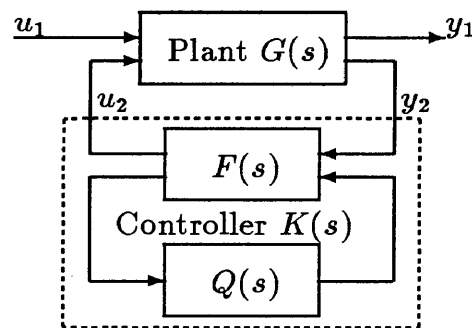 u₁
Plant G(s)
y₁
u₂
y₂
F(s)
Controller K(s)
Q(s)